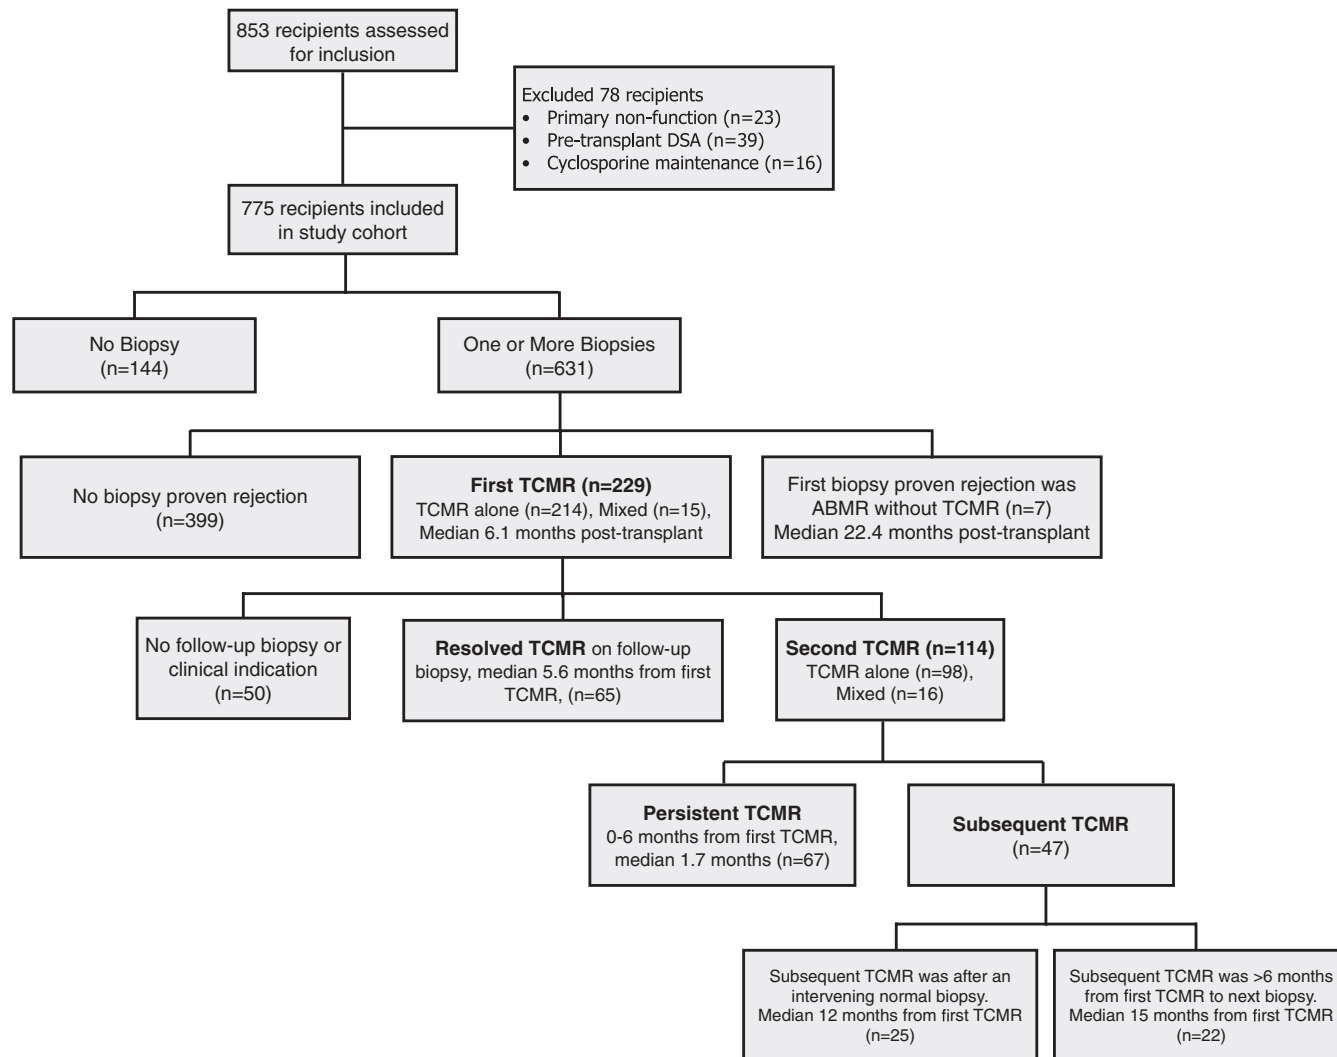 853 recipients assessed
for inclusion
Excluded 78 recipients
• Primary non-function (n=23)
• Pre-transplant DSA (n=39)
• Cyclosporine maintenance (n=16)
775 recipients included
in study cohort
No Biopsy
(n=144)
One or More Biopsies
(n=631)
No biopsy proven rejection
(n=399)
First TCMR (n=229)
TCMR alone (n=214), Mixed (n=15),
Median 6.1 months post-transplant
First biopsy proven rejection was
ABMR without TCMR (n=7)
Median 22.4 months post-transplant
No follow-up biopsy or
clinical indication
(n=50)
Resolved TCMR on follow-up
biopsy, median 5.6 months from first
TCMR, (n=65)
Second TCMR (n=114)
TCMR alone (n=98),
Mixed (n=16)
Persistent TCMR
0-6 months from first TCMR,
median 1.7 months (n=67)
Subsequent TCMR
(n=47)
Subsequent TCMR was after an
intervening normal biopsy.
Median 12 months from first TCMR
(n=25)
Subsequent TCMR was >6 months
from first TCMR to next biopsy.
Median 15 months from first TCMR
(n=22)